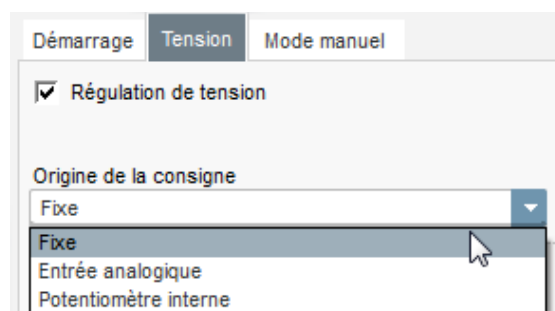 Démarrage Tension Mode manuel
Régulation de tension
Origine de la consigne
Fixe
Fixe
Entrée analogique
Potentiomètre interne